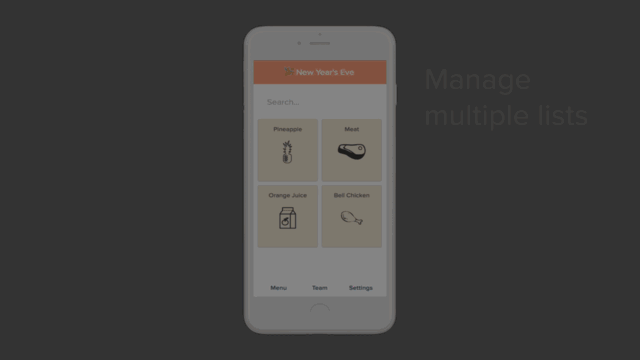 New Year's Eve
Search...
Pineapple
Meat
Orange Juice
Bell Chicken
Menu
Team
Settings
Manage
multiple lists